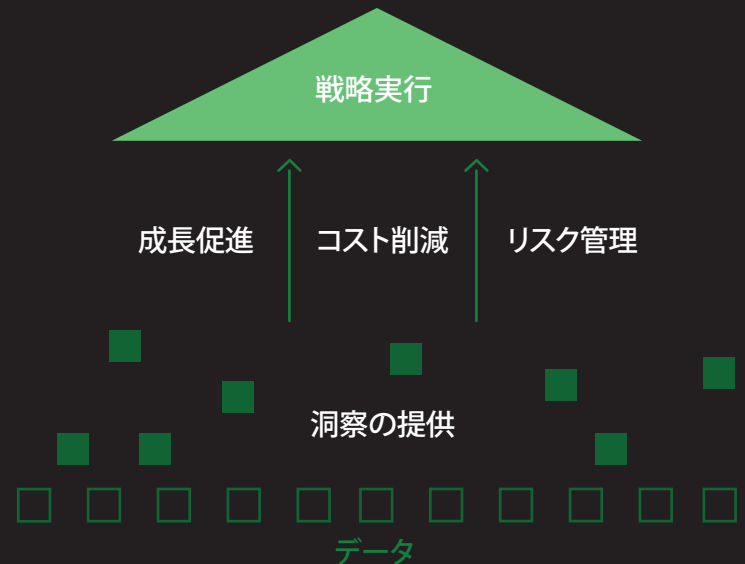 戦略実行
成長促進 コスト削減 リスク管理
洞察の提供
データ